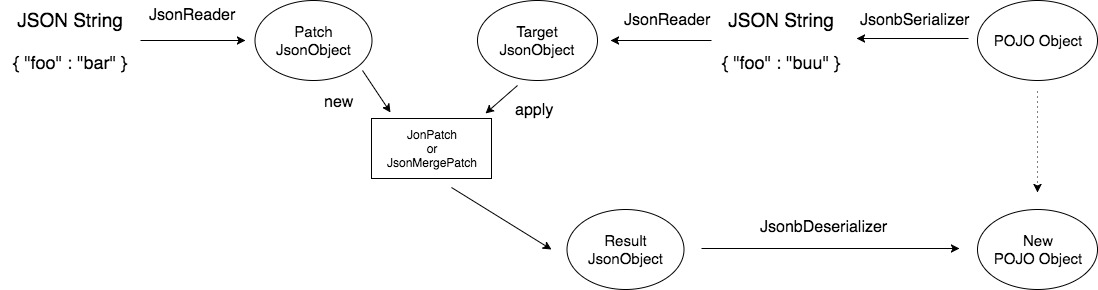 JSON String
{ "foo" : "bar" }
JsonReader
Patch
JsonObject
Target
JsonObject
JsonReader
JSON String
{ "foo" : "buu" }
JsonbSerializer
POJO Object
new
apply
JonPatch
or
JsonMergePatch
Result
JsonObject
JsonbDeserializer
New
POJO Object